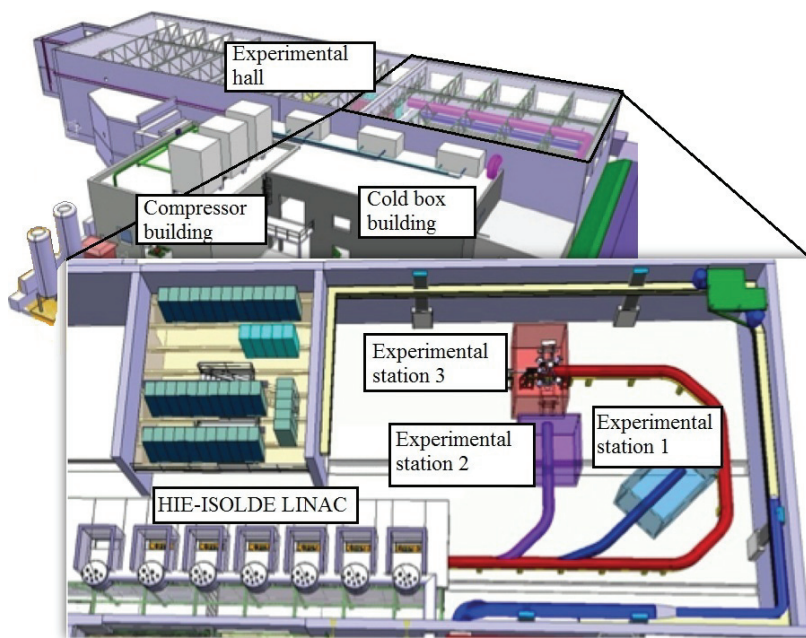 Experimental
hall
Compressor
building
Cold box
building
Experimental
station 3
Experimental
station 2
Experimental
station 1
HIE-ISOLDE LINAC